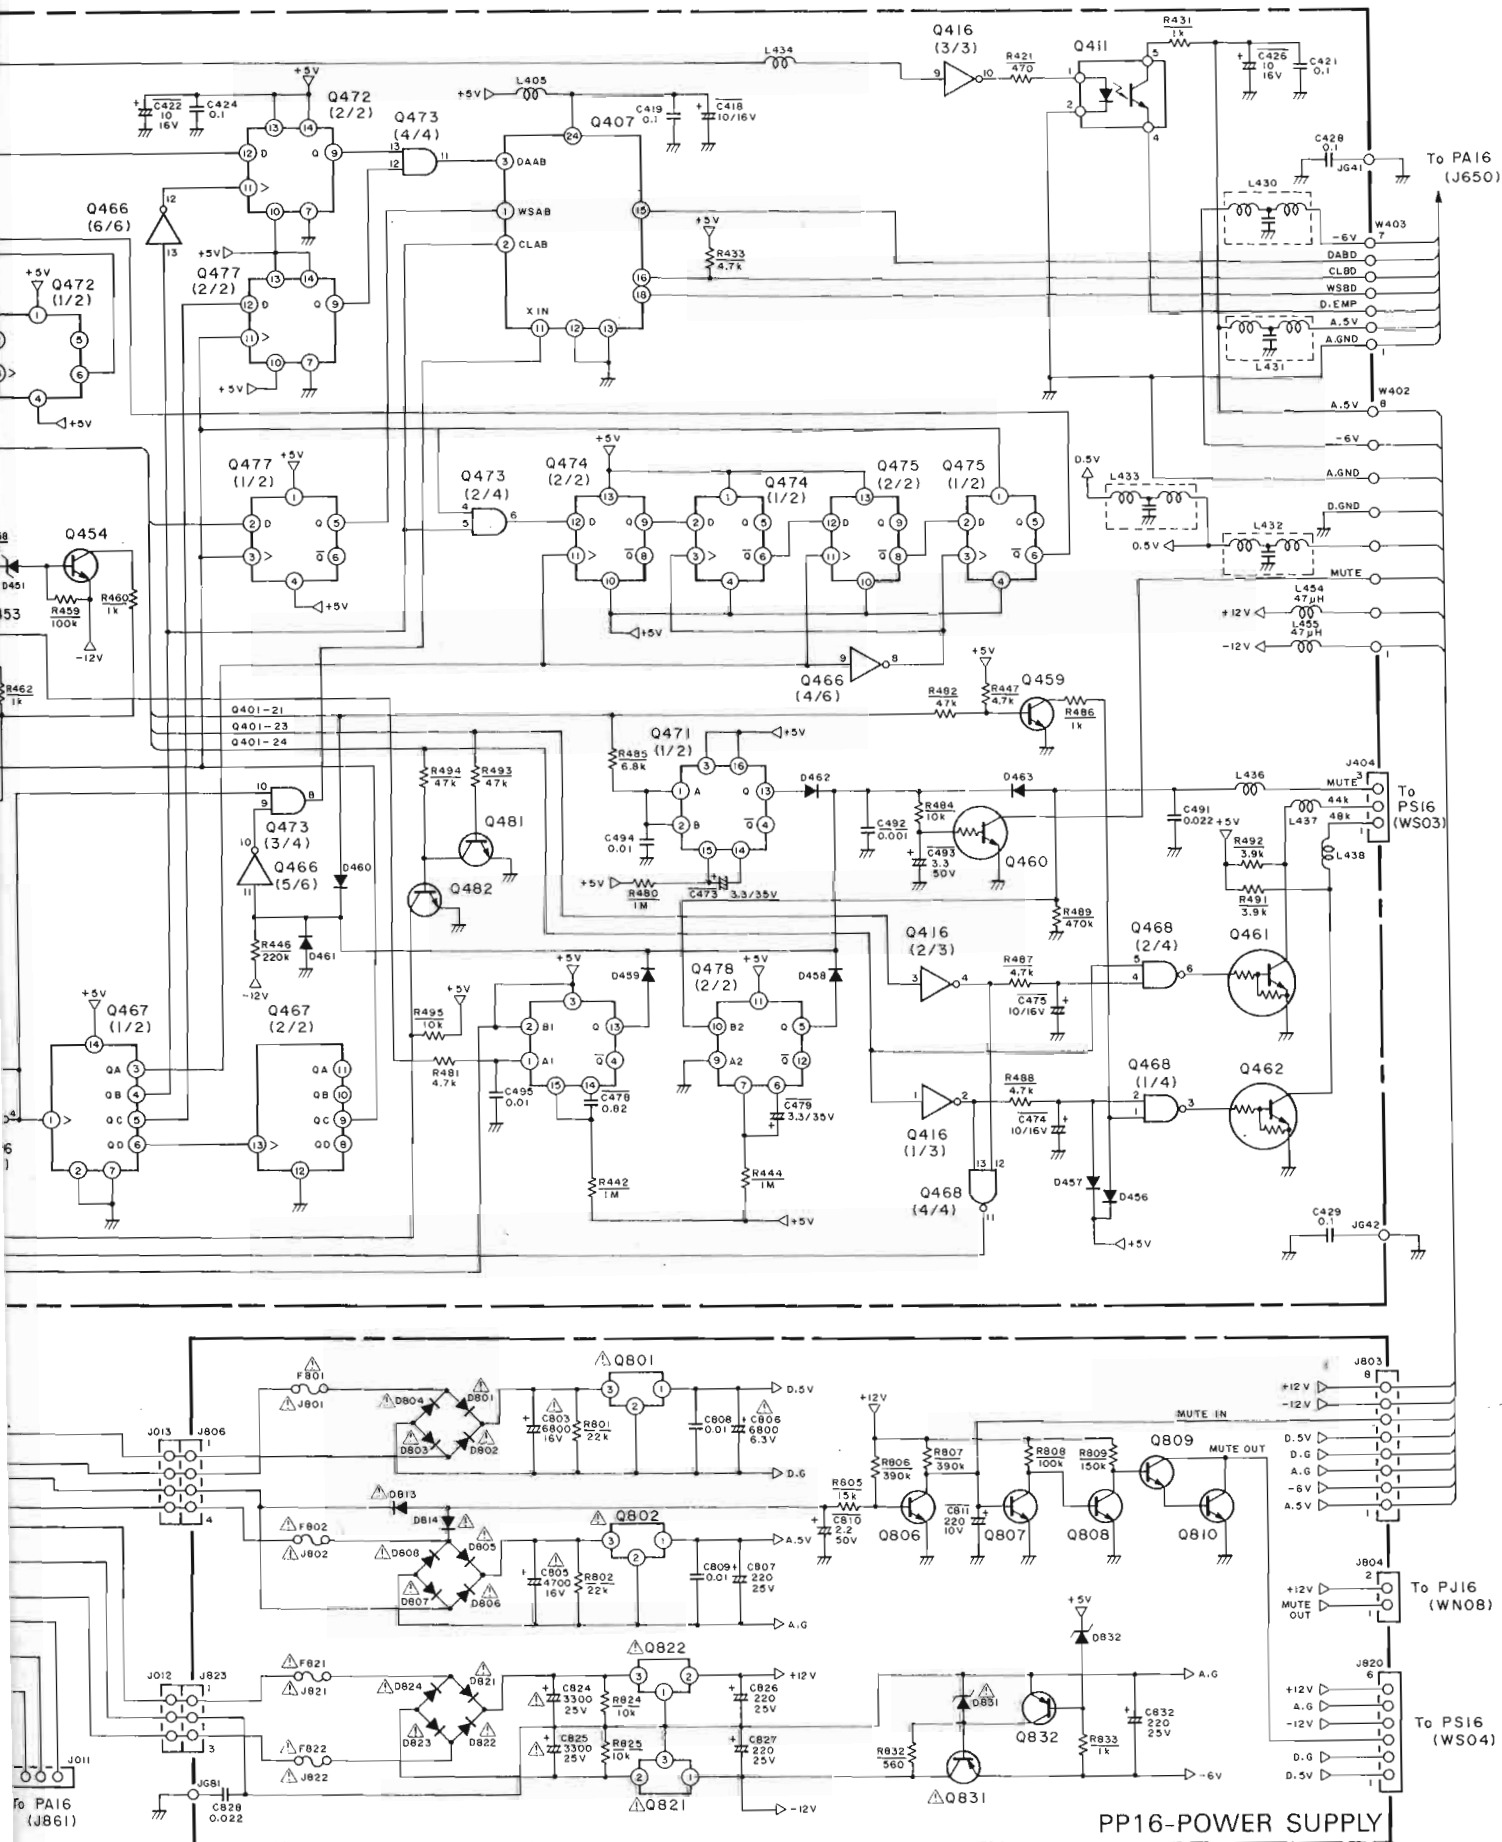 L434
Q416
(3/3)
R421
470
Q411
R431
1k
C426
10
16V
C421
0.1
+5V
C422
10
16V
C424
0.1
Q472
(2/2)
Q473
(4/4)
+5V
L405
Q407
C419
0.1
C418
10/16V
C428
0.1
JG41
To PA16
(J650)
DAAB
WSAB
CLAB
XIN
Q466
(6/6)
+5V
Q477
(2/2)
+5V
R433
4.7k
L430
W403
-6V
DABD
CLBD
WSBD
D.EMP
A.5V
A.GND
L431
+5V
Q472
(1/2)
+5V
+5V
W402
A.5V
-6V
A.GND
D.GND
MUTE
+12V
-12V
Q477
(1/2)
+5V
Q473
(2/4)
Q474
(2/2)
+5V
Q474
(1/2)
Q475
(2/2)
Q475
(1/2)
D.5V
L433
L432
0.5V
L454
47µH
L455
47µH
Q454
D451
R459
100k
R460
1k
-12V
+5V
+5V
Q466
(4/6)
R462
1k
Q401-21
Q401-23
Q401-24
R482
47k
+5V
R447
4.7k
Q459
R486
1k
R494
47k
R493
47k
R485
6.8k
Q471
(1/2)
+5V
D462
D463
L436
J404
MUTE
44k
48k
To
PS16
(WS03)
Q473
(3/4)
Q466
(5/6)
D460
Q481
Q482
C494
0.01
+5V
R480
1M
C473
3.3/35V
C492
0.001
R484
10k
C493
3.3
50V
Q460
C491
0.022
+5V
L437
L438
R492
3.9k
R491
3.9k
R489
470k
R446
220k
D461
-12V
+5V
D459
Q478
(2/2)
+5V
D458
Q416
(2/3)
R487
4.7k
C475
10/16V
Q468
(2/4)
Q461
+5V
Q467
(1/2)
Q467
(2/2)
R495
10k
+5V
R481
4.7k
C495
0.01
C478
0.82
C479
3.3/35V
R442
1M
R444
1M
+5V
Q416
(1/3)
R488
4.7k
C474
10/16V
Q468
(1/4)
Q462
Q468
(4/4)
D457
D456
+5V
C429
0.1
JG42
F801
J801
D804
D801
D803
D802
C803
6800
16V
R801
22k
Q801
C808
0.01
C806
6800
6.3V
D.5V
D.G
J013
J806
D813
D814
F802
J802
D808
D805
D807
D806
C805
4700
16V
R802
22k
Q802
C809
0.01
C807
220
25V
A.5V
A.G
+12V
R805
15k
C810
2.2
50V
R806
390k
Q806
R807
390k
C811
220
10V
Q807
R808
100k
Q808
R809
150k
Q809
Q810
MUTE IN
MUTE OUT
J803
+12V
-12V
D.5V
D.G
A.G
-6V
A.5V
J804
+12V
MUTE
OUT
To PJ16
(WN08)
J012
J823
F821
J821
D824
D821
D823
D822
F822
J822
C824
3300
25V
C825
3300
25V
R824
10k
R825
10k
Q822
Q821
C826
220
25V
C827
220
25V
+12V
-12V
+5V
D832
D831
Q832
R832
560
R833
1k
C832
220
25V
Q831
A.G
-6V
J820
+12V
A.G
-12V
D.G
D.5V
To PS16
(WS04)
J011
To PA16
(J861)
JG81
C828
0.022
PP16-POWER SUPPLY